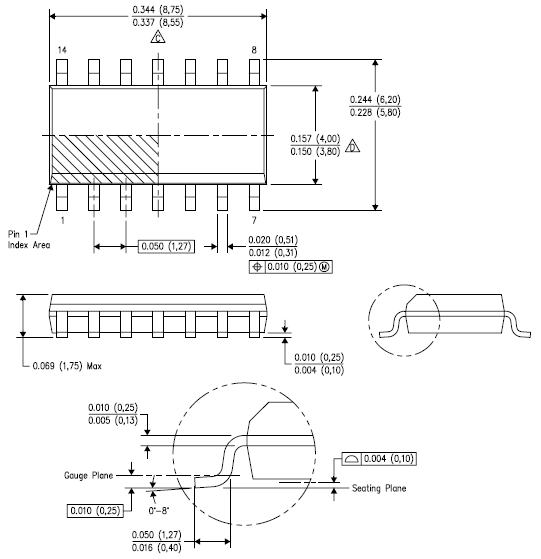 0.344 (8,75)
0.337 (8,55)
C
14
8
0.244 (6,20)
0.228 (5,80)
0.157 (4,00)
0.150 (3,80)
D
Pin 1
Index Area
1
7
0.050 (1,27)
0.020 (0,51)
0.012 (0,31)
⌖ 0.010 (0,25) Ⓜ
0.069 (1,75) Max
0.010 (0,25)
0.004 (0,10)
0.010 (0,25)
0.005 (0,13)
0.004 (0,10)
Gauge Plane
Seating Plane
0.010 (0,25)
0°-8°
0.050 (1,27)
0.016 (0,40)